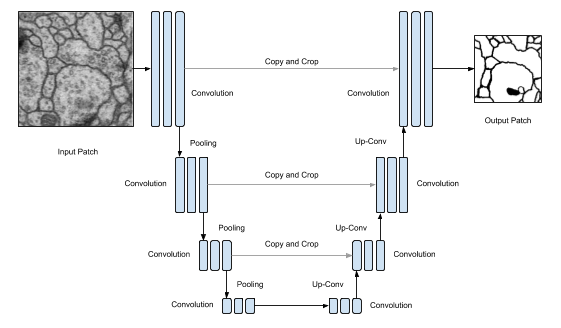 Copy and Crop
Convolution
Convolution
Output Patch
Input Patch
Pooling
Up-Conv
Copy and Crop
Convolution
Convolution
Pooling
Up-Conv
Copy and Crop
Convolution
Convolution
Pooling
Up-Conv
Convolution
Convolution